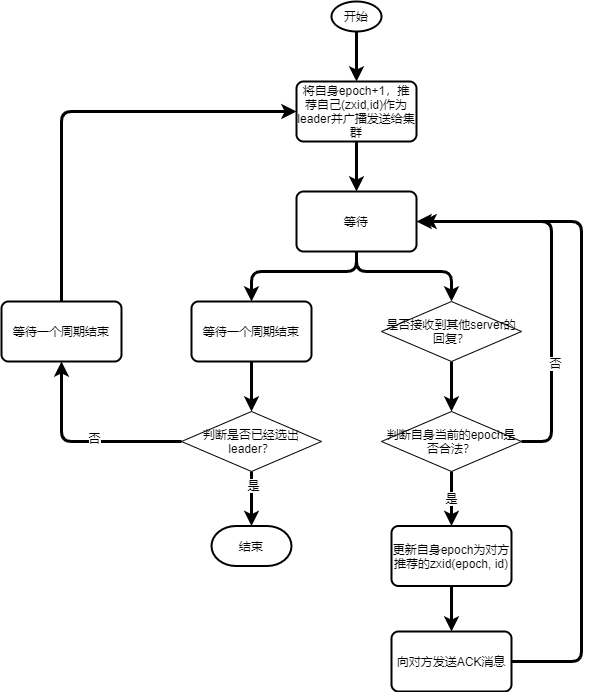 开始
将自身epoch+1，推
荐自己(zxid,id)作为
leader并广播发送给集
群
等待
等待一个周期结束
等待一个周期结束
是否接收到其他server的
回复？
否
判断是否已经选出
leader？
否
判断自身当前的epoch是
否合法？
是
是
结束
更新自身epoch为对方
推荐的zxid(epoch, id)
向对方发送ACK消息